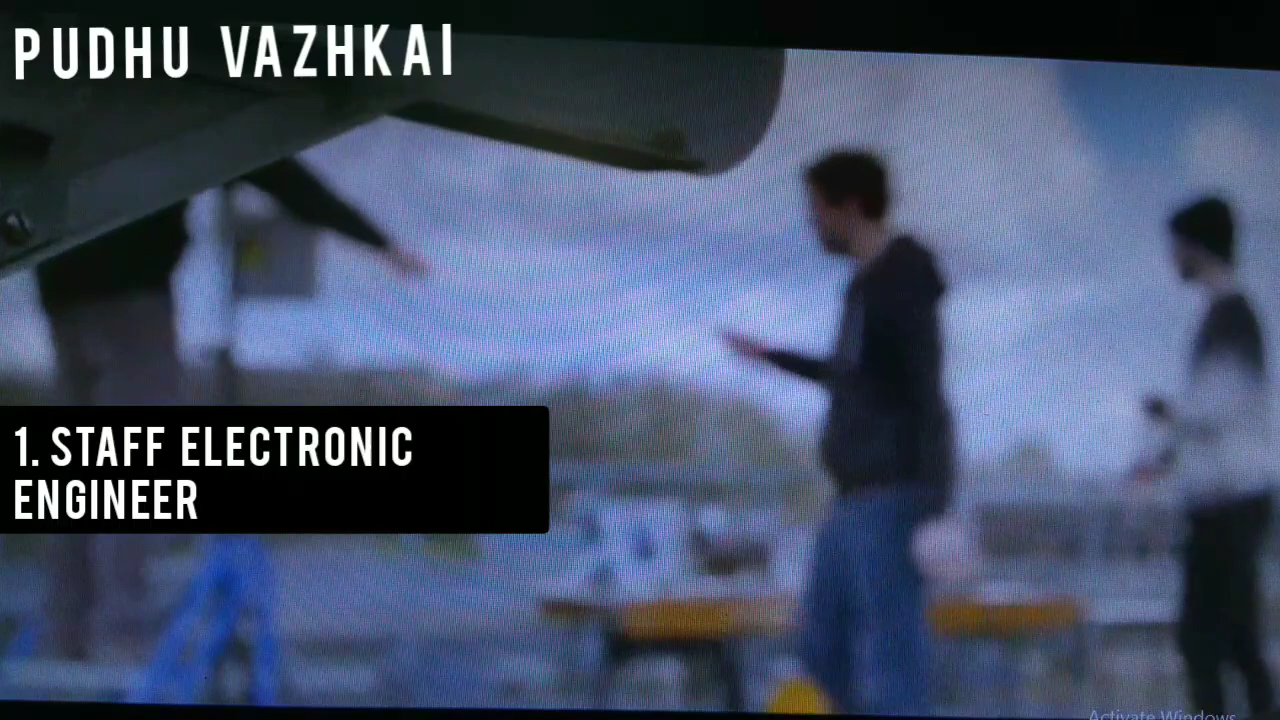 PUDHU VAZHKAI
1. STAFF ELECTRONIC
ENGINEER
Activate Windows